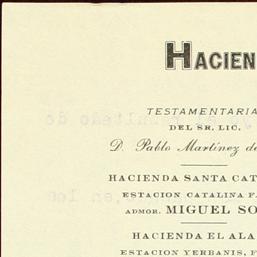 HACIEN
TESTAMENTARIA
DEL SR. LIC.
D. Pablo Martinez de
HACIENDA SANTA CAT
ESTACION CATALINA F.
ADMOR. MIGUEL SO
HACIENDA EL ALA
ESTACION YERBANIS, F